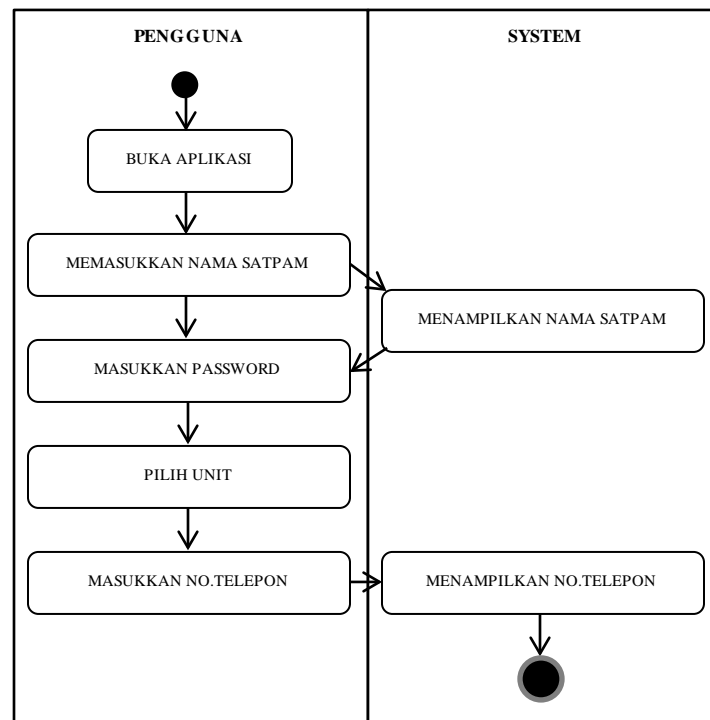 PENGGUNA
SYSTEM
BUKA APLIKASI
MEMASUKKAN NAMA SATPAM
MENAMPILKAN NAMA SATPAM
MASUKKAN PASSWORD
PILIH UNIT
MASUKKAN NO.TELEPON
MENAMPILKAN NO.TELEPON